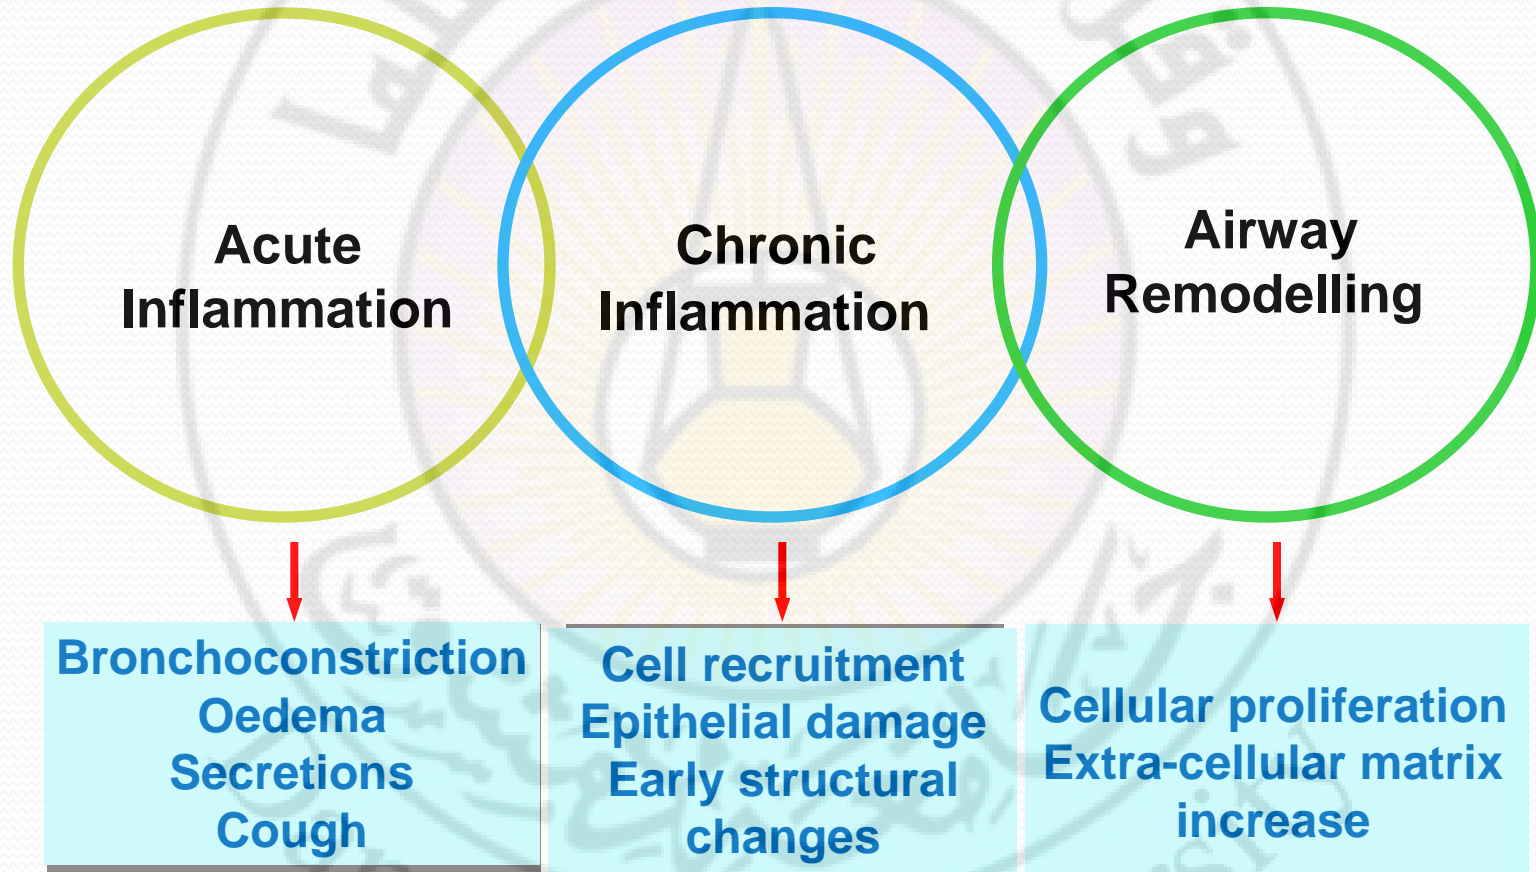 Acute
Inflammation
Chronic
Inflammation
Airway
Remodelling
Bronchoconstriction
Oedema
Secretions
Cough
Cell recruitment
Epithelial damage
Early structural
changes
Cellular proliferation
Extra-cellular matrix
increase